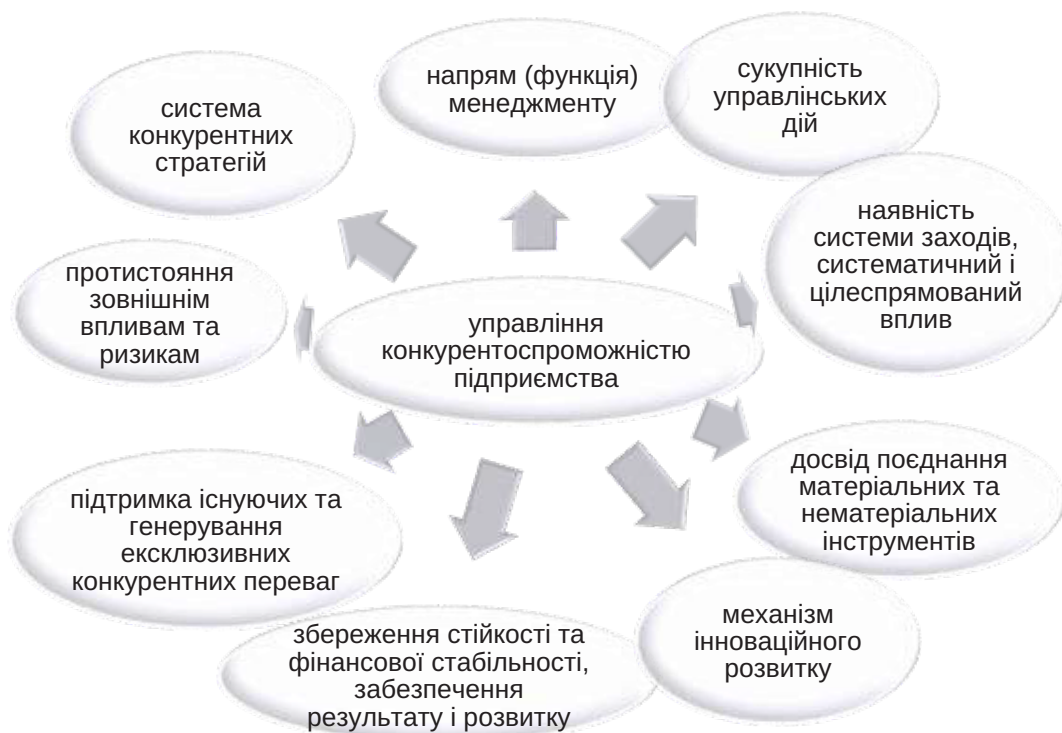 напрям (функція)
менеджменту
сукупність
управлінських
дій
система
конкурентних
стратегій
наявність
системи заходів,
систематичний і
цілеспрямований
вплив
протистояння
зовнішнім
впливам та
ризикам
управління
конкурентоспроможністю
підприємства
досвід поєднання
матеріальних та
нематеріальних
інструментів
підтримка існуючих та
генерування
ексклюзивних
конкурентних переваг
механізм
інноваційного
розвитку
збереження стійкості та
фінансової стабільності,
забезпечення
результату і розвитку